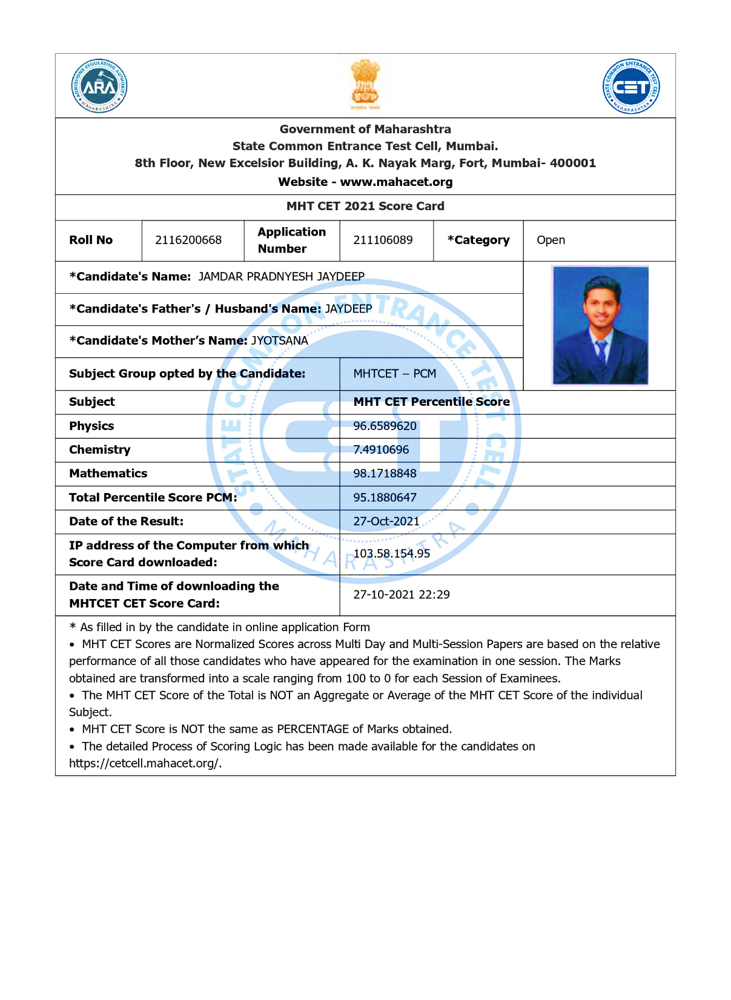 ADMISSIONS REGULATING AUTHORITY
ARA
MAHARASHTRA
STATE COMMON ENTRANCE TEST CELL
CET
MAHARASHTRA
Government of Maharashtra
State Common Entrance Test Cell, Mumbai.
8th Floor, New Excelsior Building, A. K. Nayak Marg, Fort, Mumbai- 400001
Website - www.mahacet.org
MHT CET 2021 Score Card
Roll No 2116200668 Application Number 211106089 *Category Open
*Candidate's Name: JAMDAR PRADNYESH JAYDEEP
*Candidate's Father's / Husband's Name: JAYDEEP
*Candidate's Mother’s Name: JYOTSANA
Subject Group opted by the Candidate: MHTCET – PCM
Subject MHT CET Percentile Score
Physics 96.6589620
Chemistry 7.4910696
Mathematics 98.1718848
Total Percentile Score PCM: 95.1880647
Date of the Result: 27-Oct-2021
IP address of the Computer from which
Score Card downloaded: 103.58.154.95
Date and Time of downloading the
MHTCET CET Score Card: 27-10-2021 22:29
* As filled in by the candidate in online application Form
• MHT CET Scores are Normalized Scores across Multi Day and Multi-Session Papers are based on the relative
performance of all those candidates who have appeared for the examination in one session. The Marks
obtained are transformed into a scale ranging from 100 to 0 for each Session of Examinees.
• The MHT CET Score of the Total is NOT an Aggregate or Average of the MHT CET Score of the individual
Subject.
• MHT CET Score is NOT the same as PERCENTAGE of Marks obtained.
• The detailed Process of Scoring Logic has been made available for the candidates on
https://cetcell.mahacet.org/.
STATE COMMON ENTRANCE TEST CELL
CET
MAHARASHTRA